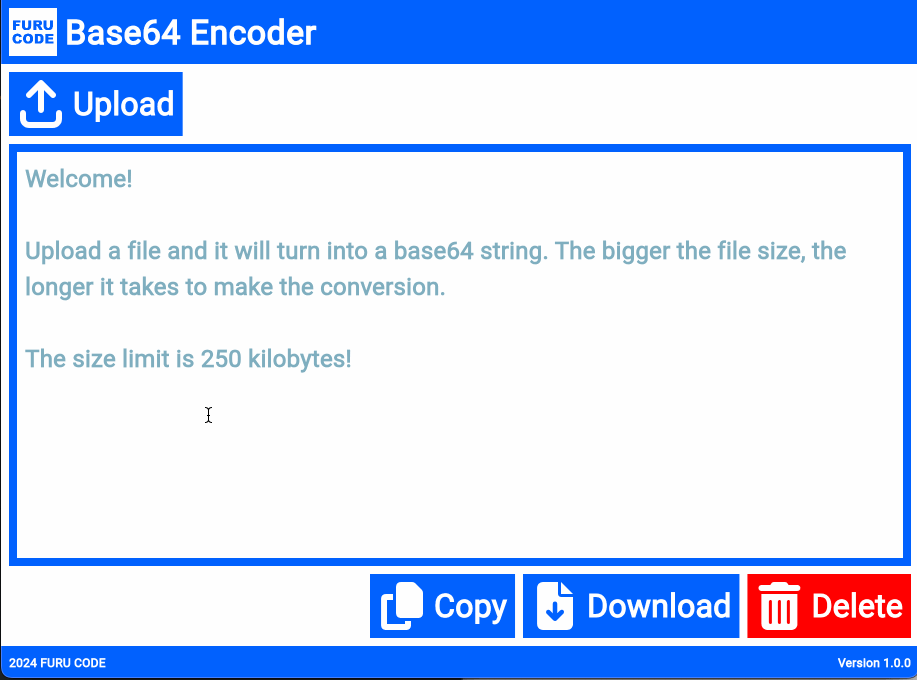 FURU
CODE
Base64 Encoder
Upload
Welcome!
Upload a file and it will turn into a base64 string. The bigger the file size, the
longer it takes to make the conversion.
The size limit is 250 kilobytes!
Copy
Download
Delete
2024 FURU CODE
Version 1.0.0